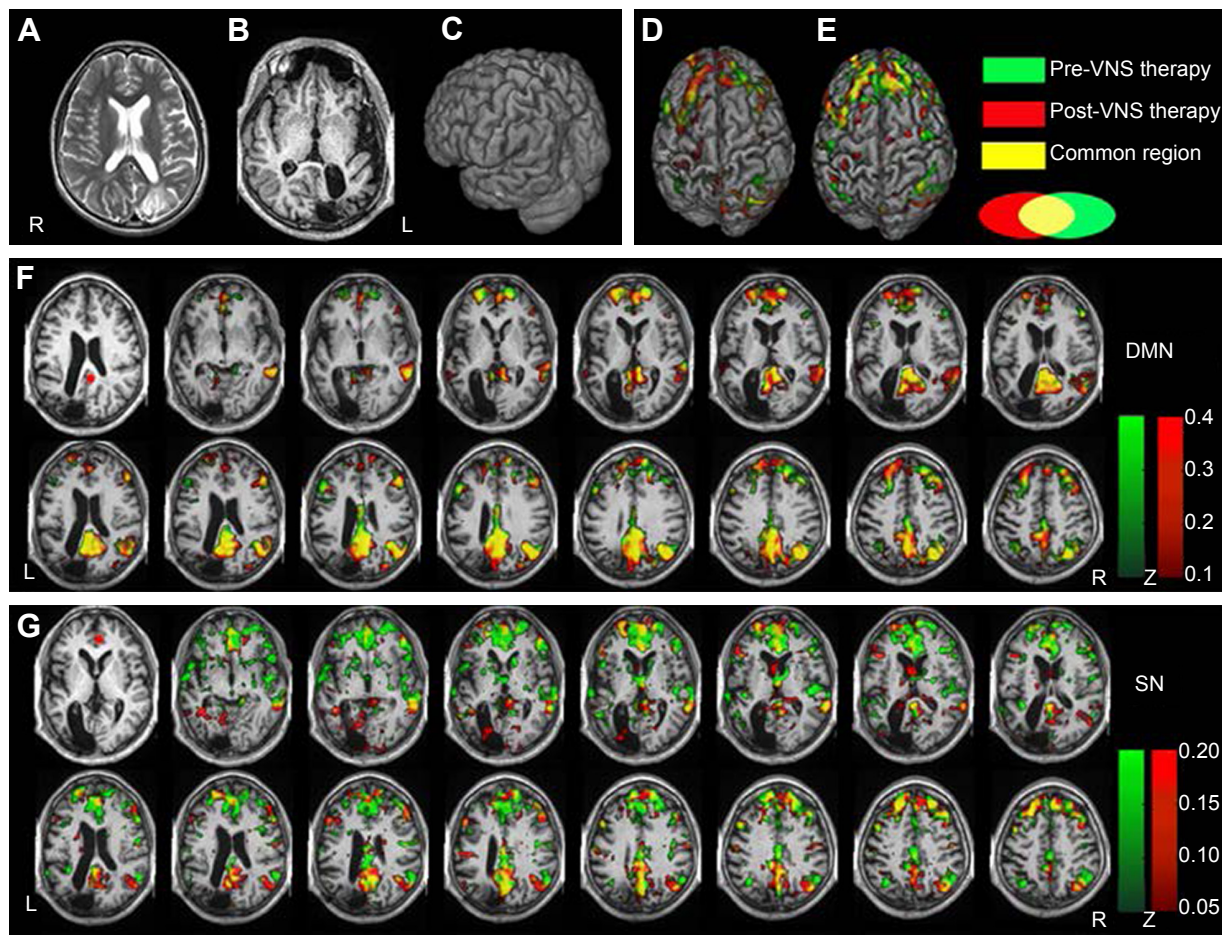 A
B
C
D
E
Pre-VNS therapy
Post-VNS therapy
Common region
R
L
F
DMN
0.4
0.3
0.2
0.1
L
R
Z
G
SN
0.20
0.15
0.10
0.05
L
R
Z